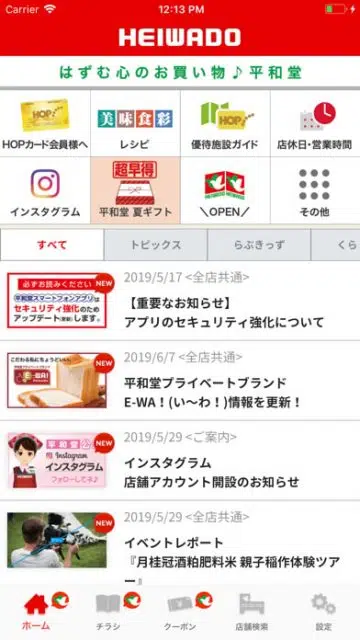 Carrier 12:13 PM
HEIWADO
はずむ心のお買い物♪平和堂
HOP
美味食彩
HOP
HOPカード会員様へ
レシピ
優待施設ガイド
店休日・営業時間
超早得
インスタグラム
平和堂 夏ギフト
＼OPEN／
その他
すべて
トピックス
らぶきっず
くら
必ずお読みください
平和堂スマートフォンアプリは
セキュリティ強化のため
アップデート(更新)します。
NEW
2019/5/17 <全店共通>
【重要なお知らせ】
アプリのセキュリティ強化について
こだわる私にちょうどいい。
E-WA!
NEW
2019/6/7 <全店共通>
平和堂プライベートブランド
E-WA！(い〜わ！)情報を更新！
平和堂公
Instagram
インスタグラム
フォローしてネ♪
NEW
2019/5/29 <ご案内>
インスタグラム
店舗アカウント開設のお知らせ
NEW
2019/5/29 <全店共通>
イベントレポート
『月桂冠酒粕肥料米 親子稲作体験ツア
ー』
ホーム
チラシ
クーポン
店舗検索
設定